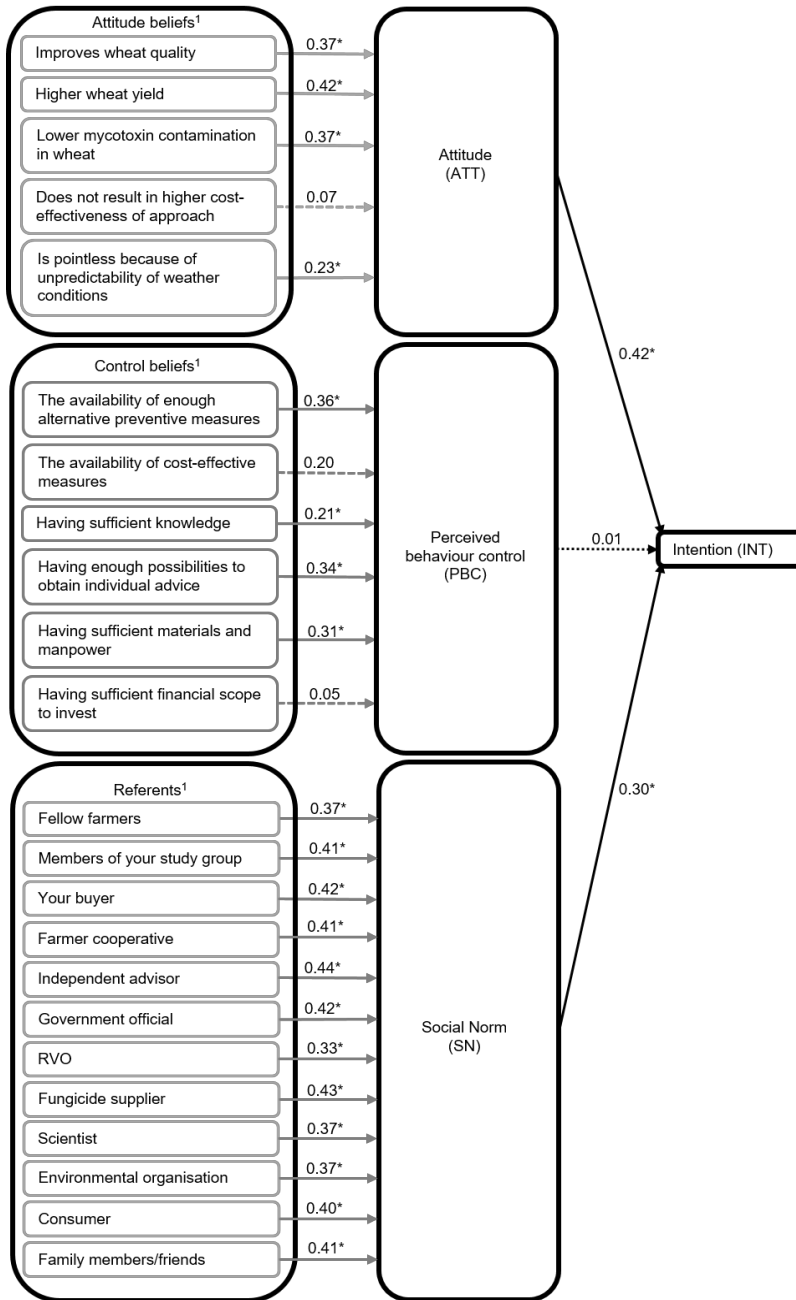 Attitude beliefs¹
Improves wheat quality
0.37*
Higher wheat yield
0.42*
Lower mycotoxin contamination
in wheat
0.37*
Does not result in higher cost-
effectiveness of approach
0.07
Is pointless because of
unpredictability of weather
conditions
0.23*
Attitude
(ATT)
0.42*
Control beliefs¹
The availability of enough
alternative preventive measures
0.36*
The availability of cost-effective
measures
0.20
Having sufficient knowledge
0.21*
Having enough possibilities to
obtain individual advice
0.34*
Having sufficient materials and
manpower
0.31*
Having sufficient financial scope
to invest
0.05
Perceived
behaviour control
(PBC)
0.01
Intention (INT)
Referents¹
Fellow farmers
0.37*
Members of your study group
0.41*
Your buyer
0.42*
Farmer cooperative
0.41*
Independent advisor
0.44*
Government official
0.42*
RVO
0.33*
Fungicide supplier
0.43*
Scientist
0.37*
Environmental organisation
0.37*
Consumer
0.40*
Family members/friends
0.41*
Social Norm
(SN)
0.30*